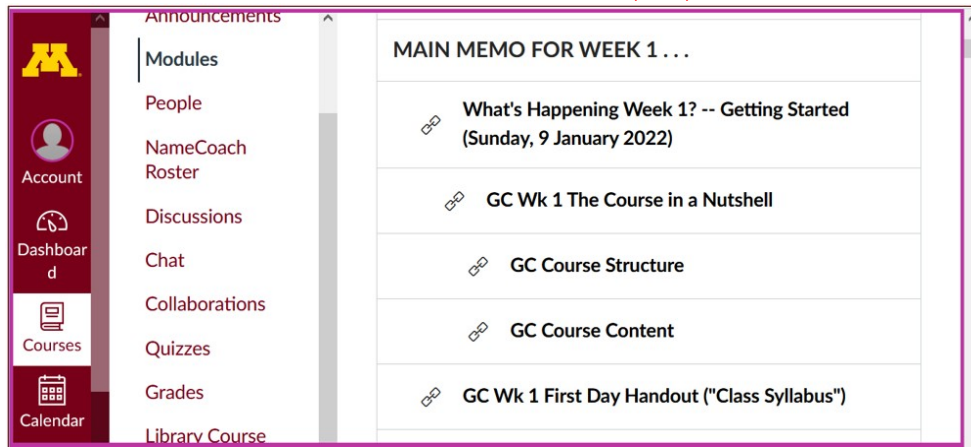 M
Account
Dashboar
d
Courses
Calendar
Announcements
Modules
People
NameCoach
Roster
Discussions
Chat
Collaborations
Quizzes
Grades
Library Course
MAIN MEMO FOR WEEK 1 . . .
What's Happening Week 1? -- Getting Started
(Sunday, 9 January 2022)
GC Wk 1 The Course in a Nutshell
GC Course Structure
GC Course Content
GC Wk 1 First Day Handout ("Class Syllabus")